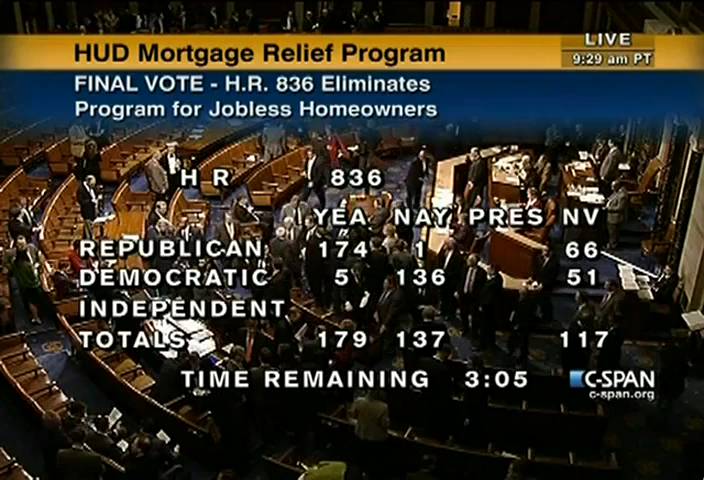 HUD Mortgage Relief Program
LIVE
9:29 am PT
FINAL VOTE - H.R. 836 Eliminates
Program for Jobless Homeowners
H R 836
YEA NAY PRES NV
REPUBLICAN 174 1 66
DEMOCRATIC 5 136 51
INDEPENDENT
TOTALS 179 137 117
TIME REMAINING 3:05
C-SPAN
c-span.org